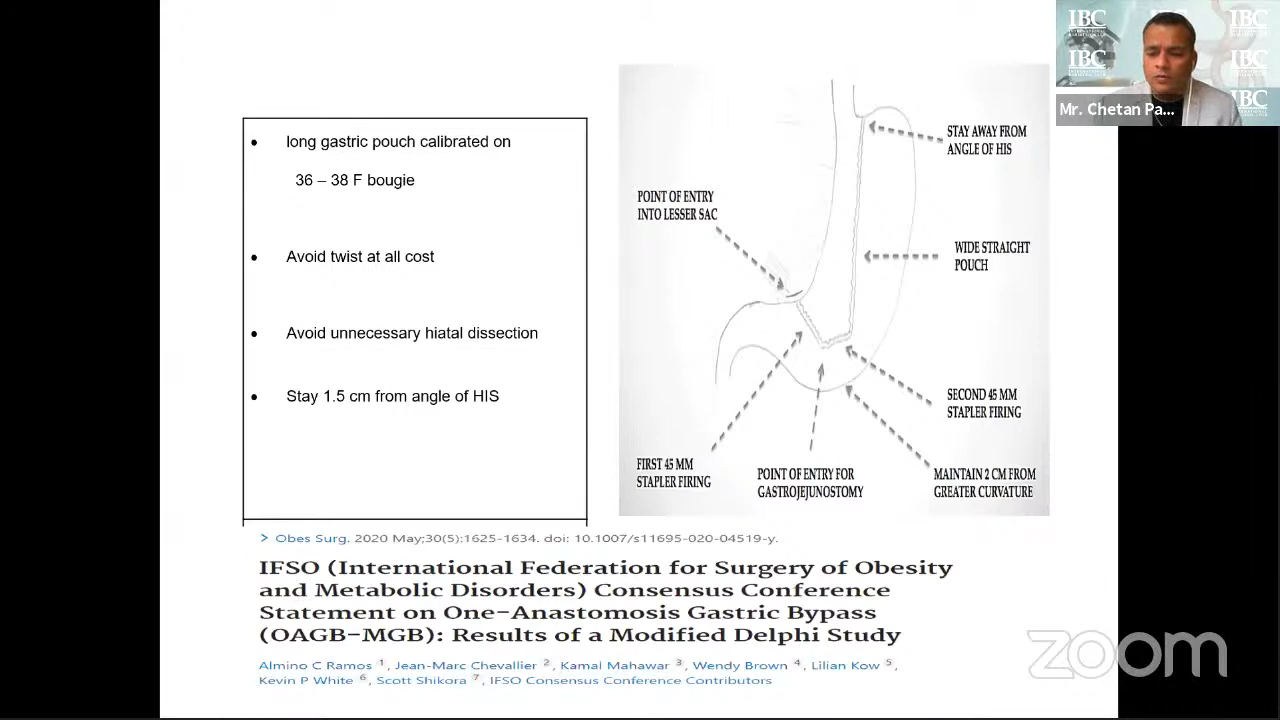 IBC
IBC
IBC
IBC
IBC
Mr. Chetan Pa...
• long gastric pouch calibrated on
36 – 38 F bougie
• Avoid twist at all cost
• Avoid unnecessary hiatal dissection
• Stay 1.5 cm from angle of HIS
STAY AWAY FROM
ANGLE OF HIS
POINT OF ENTRY
INTO LESSER SAC
WIDE STRAIGHT
POUCH
SECOND 45 MM
STAPLER FIRING
FIRST 45 MM
STAPLER FIRING
POINT OF ENTRY FOR
GASTROJEJUNOSTOMY
MAINTAIN 2 CM FROM
GREATER CURVATURE
> Obes Surg. 2020 May;30(5):1625-1634. doi: 10.1007/s11695-020-04519-y.
IFSO (International Federation for Surgery of Obesity
and Metabolic Disorders) Consensus Conference
Statement on One-Anastomosis Gastric Bypass
(OAGB-MGB): Results of a Modified Delphi Study
Almino C Ramos 1, Jean-Marc Chevallier 2, Kamal Mahawar 3, Wendy Brown 4, Lilian Kow 5,
Kevin P White 6, Scott Shikora 7, IFSO Consensus Conference Contributors
zoom